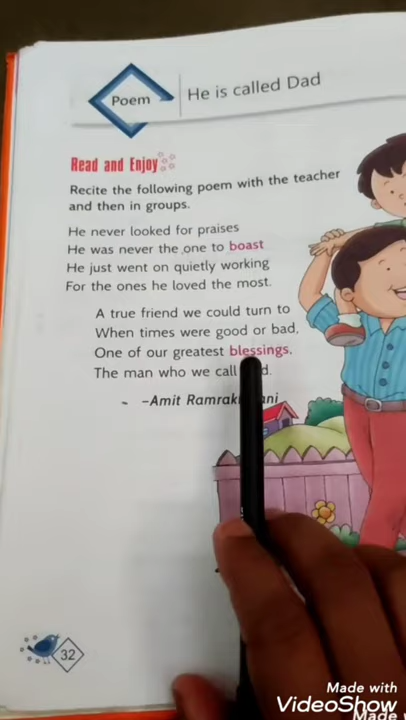 Poem
He is called Dad
Read and Enjoy
Recite the following poem with the teacher
and then in groups.
He never looked for praises
He was never the one to boast
He just went on quietly working
For the ones he loved the most.
A true friend we could turn to
When times were good or bad,
One of our greatest blessings,
The man who we call
–Amit
32
Made with
VideoShow
Made